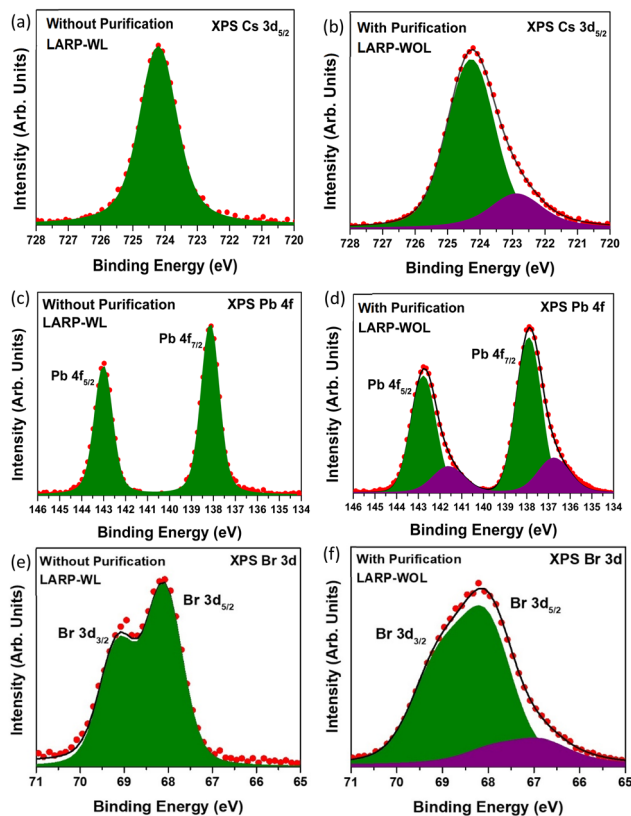 (a)
Without Purification
LARP-WL
XPS Cs 3d5/2
Intensity (Arb. Units)
728 727 726 725 724 723 722 721 720
Binding Energy (eV)
(b)
With Purification
LARP-WOL
XPS Cs 3d5/2
Intensity (Arb. Units)
728 727 726 725 724 723 722 721 720
Binding Energy (eV)
(c)
Without Purification
LARP-WL
XPS Pb 4f
Pb 4f7/2
Pb 4f5/2
Intensity (Arb. Units)
146 145 144 143 142 141 140 139 138 137 136 135 134
Binding Energy (eV)
(d)
With Purification
LARP-WOL
XPS Pb 4f
Pb 4f7/2
Pb 4f5/2
Intensity (Arb. Units)
146 145 144 143 142 141 140 139 138 137 136 135 134
Binding Energy (eV)
(e)
Without Purification
LARP-WL
XPS Br 3d
Br 3d5/2
Br 3d3/2
Intensity (Arb. Units)
71 70 69 68 67 66 65
Binding Energy (eV)
(f)
With Purification
LARP-WOL
XPS Br 3d
Br 3d5/2
Br 3d3/2
Intensity (Arb. Units)
71 70 69 68 67 66 65
Binding Energy (eV)